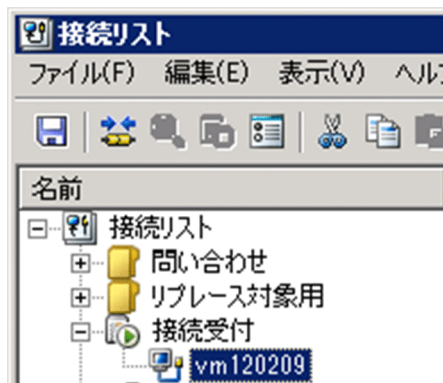 接続リスト
ファイル(F) 編集(E) 表示(V)
名前
接続リスト
問い合わせ
リプレース対象用
接続受付
vm120209